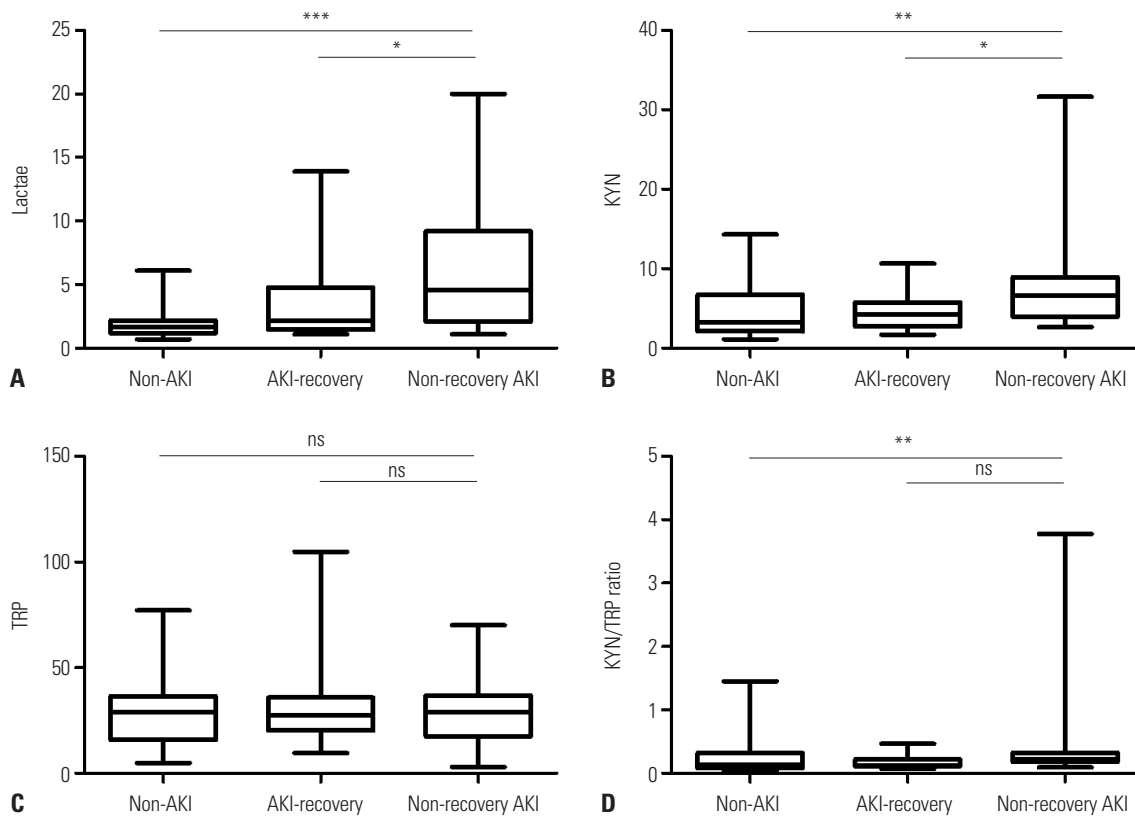 ***
*
25
20
15
10
5
0
Lactae
Non-AKI AKI-recovery Non-recovery AKI
A
**
*
40
30
20
10
0
KYN
Non-AKI AKI-recovery Non-recovery AKI
B
ns
ns
150
100
50
0
TRP
Non-AKI AKI-recovery Non-recovery AKI
C
**
ns
5
4
3
2
1
0
KYN/TRP ratio
Non-AKI AKI-recovery Non-recovery AKI
D